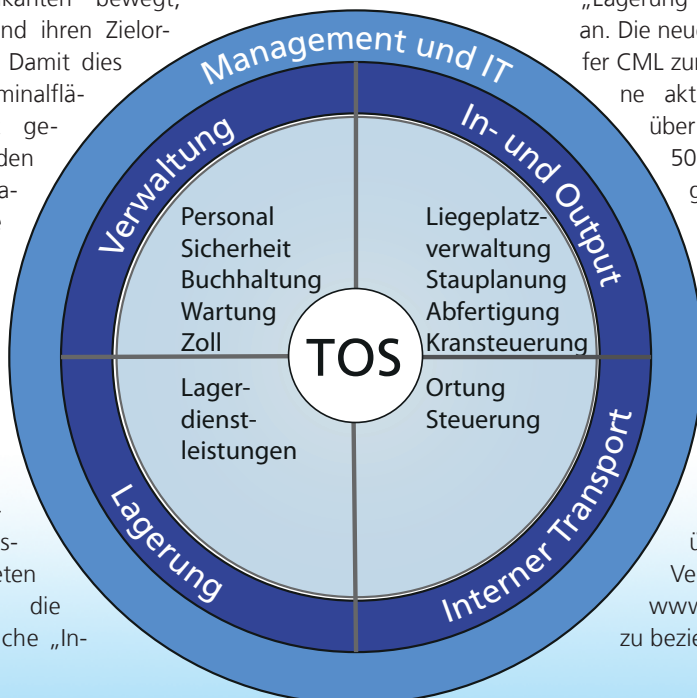 kanten bewegt,
nd ihren Zielor-
Damit dies
minalflä-
ge-
den
a-
s-
eten
die
che „In-
Management und IT
Verwaltung
Personal
Sicherheit
Buchhaltung
Wartung
Zoll
In- und Output
Liegeplatz-
verwaltung
Stauplanung
Abfertigung
Kransteuerung
TOS
Lagerung
Lager-
dienst-
leistungen
Interner Transport
Ortung
Steuerung
„Lagerung
an. Die neue
fer CML zur
ne akt
über
50
g
ü
Ve
www
zu bezie